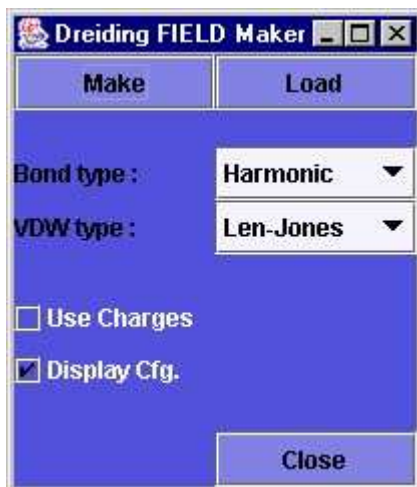 Dreiding FIELD Maker
Make Load
Bond type : Harmonic
VDW type : Len-Jones
Use Charges
Display Cfg.
Close